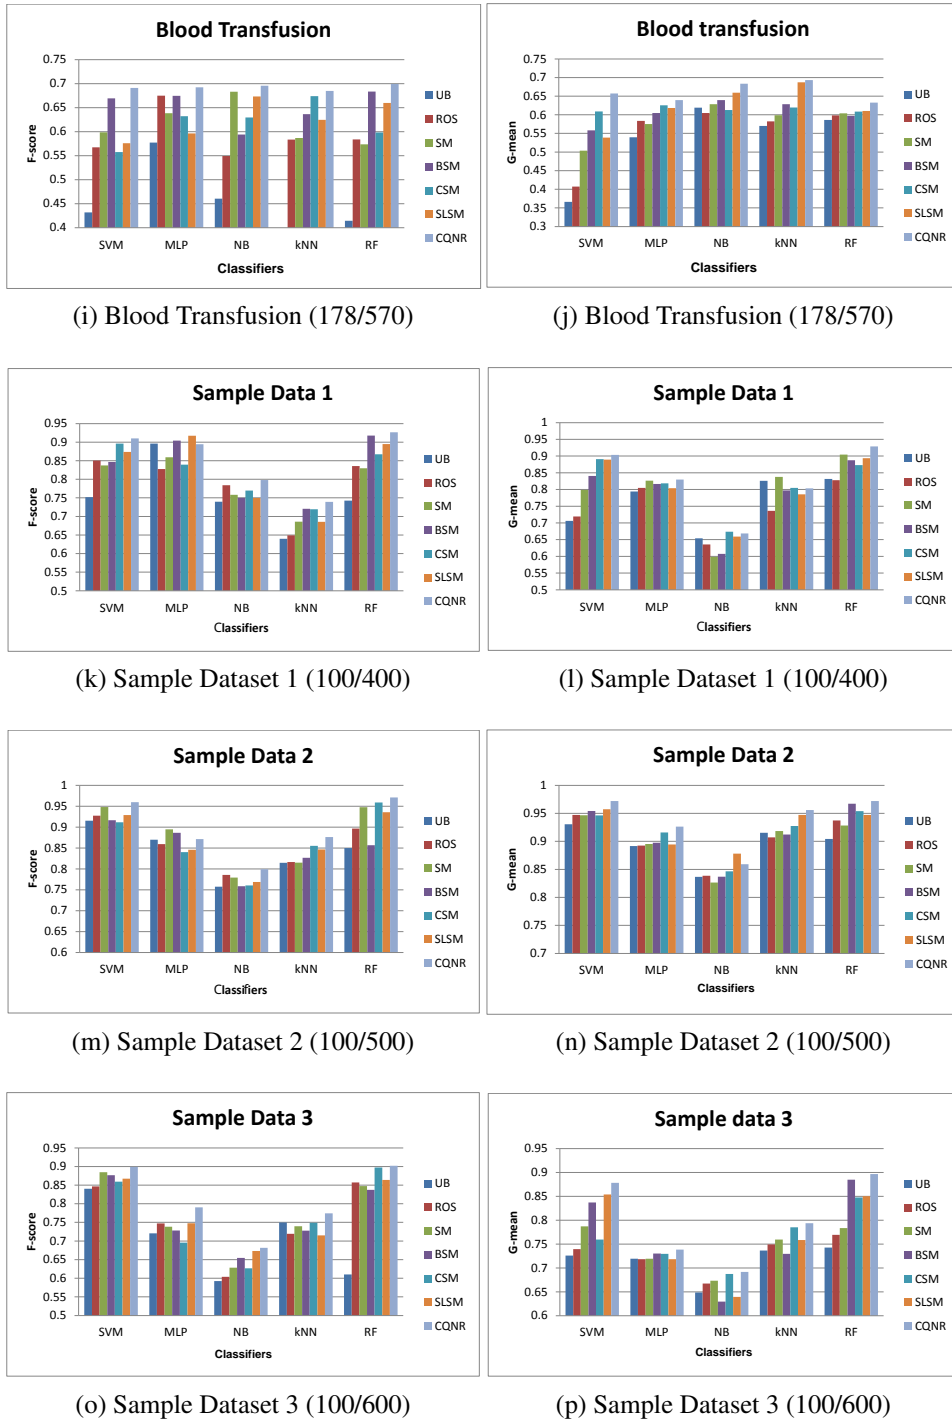 Blood Transfusion
0.75
0.7
0.65
0.6
0.55
0.5
0.45
0.4
F-score
SVM MLP NB kNN RF
Classifiers
UB
ROS
SM
BSM
CSM
SLSM
CQNR
(i) Blood Transfusion (178/570)
Blood transfusion
0.75
0.7
0.65
0.6
0.55
0.5
0.45
0.4
0.35
0.3
G-mean
SVM MLP NB kNN RF
Classifiers
UB
ROS
SM
BSM
CSM
SLSM
CQNR
(j) Blood Transfusion (178/570)
Sample Data 1
0.95
0.9
0.85
0.8
0.75
0.7
0.65
0.6
0.55
0.5
F-score
SVM MLP NB kNN RF
Classifiers
UB
ROS
SM
BSM
CSM
SLSM
CQNR
(k) Sample Dataset 1 (100/400)
Sample Data 1
1
0.95
0.9
0.85
0.8
0.75
0.7
0.65
0.6
0.55
0.5
G-mean
SVM MLP NB kNN RF
Classifiers
UB
ROS
SM
BSM
CSM
SLSM
CQNR
(l) Sample Dataset 1 (100/400)
Sample Data 2
1
0.95
0.9
0.85
0.8
0.75
0.7
0.65
0.6
F-score
SVM MLP NB kNN RF
Classifiers
UB
ROS
SM
BSM
CSM
SLSM
CQNR
(m) Sample Dataset 2 (100/500)
Sample Data 2
1
0.95
0.9
0.85
0.8
0.75
0.7
G-mean
SVM MLP NB kNN RF
Classifiers
UB
ROS
SM
BSM
CSM
SLSM
CQNR
(n) Sample Dataset 2 (100/500)
Sample Data 3
0.95
0.9
0.85
0.8
0.75
0.7
0.65
0.6
0.55
0.5
F-score
SVM MLP NB kNN RF
Classifiers
UB
ROS
SM
BSM
CSM
SLSM
CQNR
(o) Sample Dataset 3 (100/600)
Sample data 3
0.95
0.9
0.85
0.8
0.75
0.7
0.65
0.6
G-mean
SVM MLP NB kNN RF
Classifiers
UB
ROS
SM
BSM
CSM
SLSM
CQNR
(p) Sample Dataset 3 (100/600)